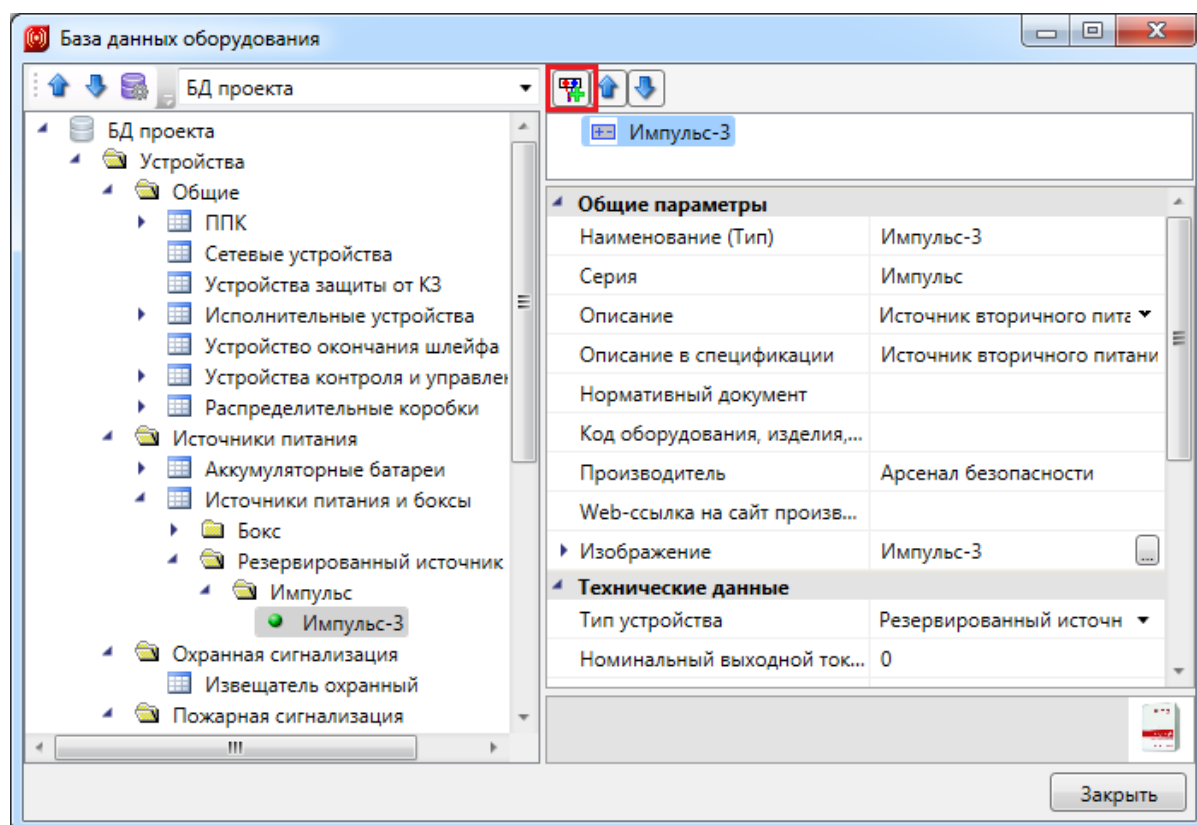 База данных оборудования
БД проекта
БД проекта
Устройства
Общие
ППК
Сетевые устройства
Устройства защиты от КЗ
Исполнительные устройства
Устройство окончания шлейфа
Устройства контроля и управлен
Распределительные коробки
Источники питания
Аккумуляторные батареи
Источники питания и боксы
Бокс
Резервированный источник
Импульс
Импульс-3
Охранная сигнализация
Извещатель охранный
Пожарная сигнализация
Импульс-3
Общие параметры
Наименование (Тип) Импульс-3
Серия Импульс
Описание Источник вторичного пита
Описание в спецификации Источник вторичного питани
Нормативный документ
Код оборудования, изделия,...
Производитель Арсенал безопасности
Web-ссылка на сайт произв...
Изображение Импульс-3 ...
Технические данные
Тип устройства Резервированный источн
Номинальный выходной ток... 0
Закрыть